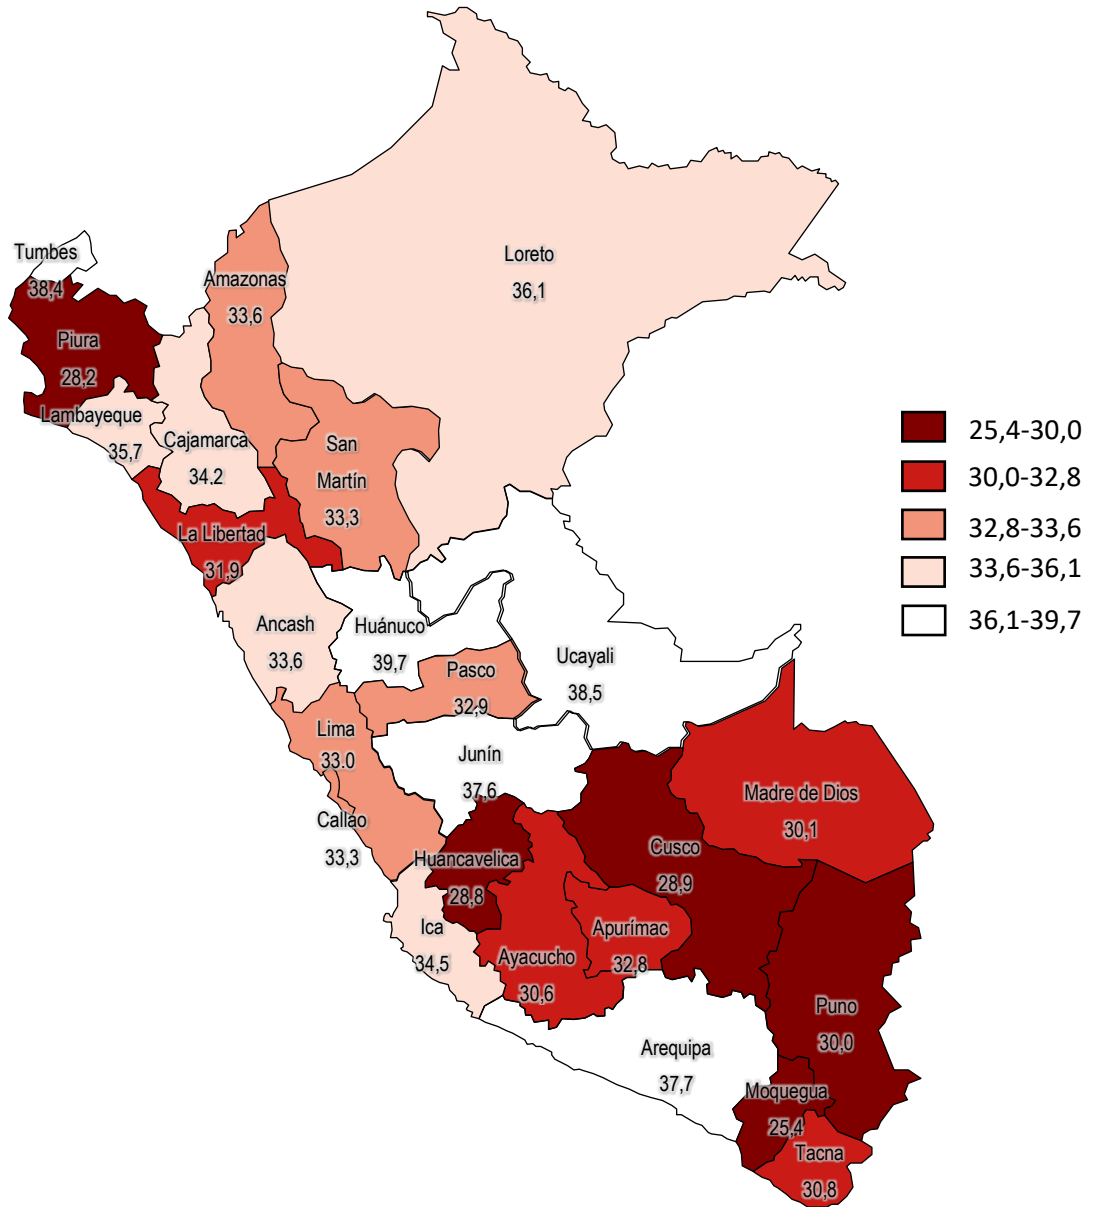 Loreto
36,1
Tumbes
38,4
Amazonas
33,6
Piura
28,2
Lambayeque
35,7
Cajamarca
34.2
San
Martín
33,3
La Libertad
31,9
Ancash
33,6
Huánuco
39,7
Ucayali
38,5
Pasco
32,9
Lima
33.0
Junín
37,6
Callao
33,3
Madre de Dios
30,1
Huancavelica
28,8
Cusco
28,9
Ica
34,5
Ayacucho
30,6
Apurímac
32,8
Puno
30,0
Arequipa
37,7
Moquegua
25,4
Tacna
30,8
25,4-30,0
30,0-32,8
32,8-33,6
33,6-36,1
36,1-39,7